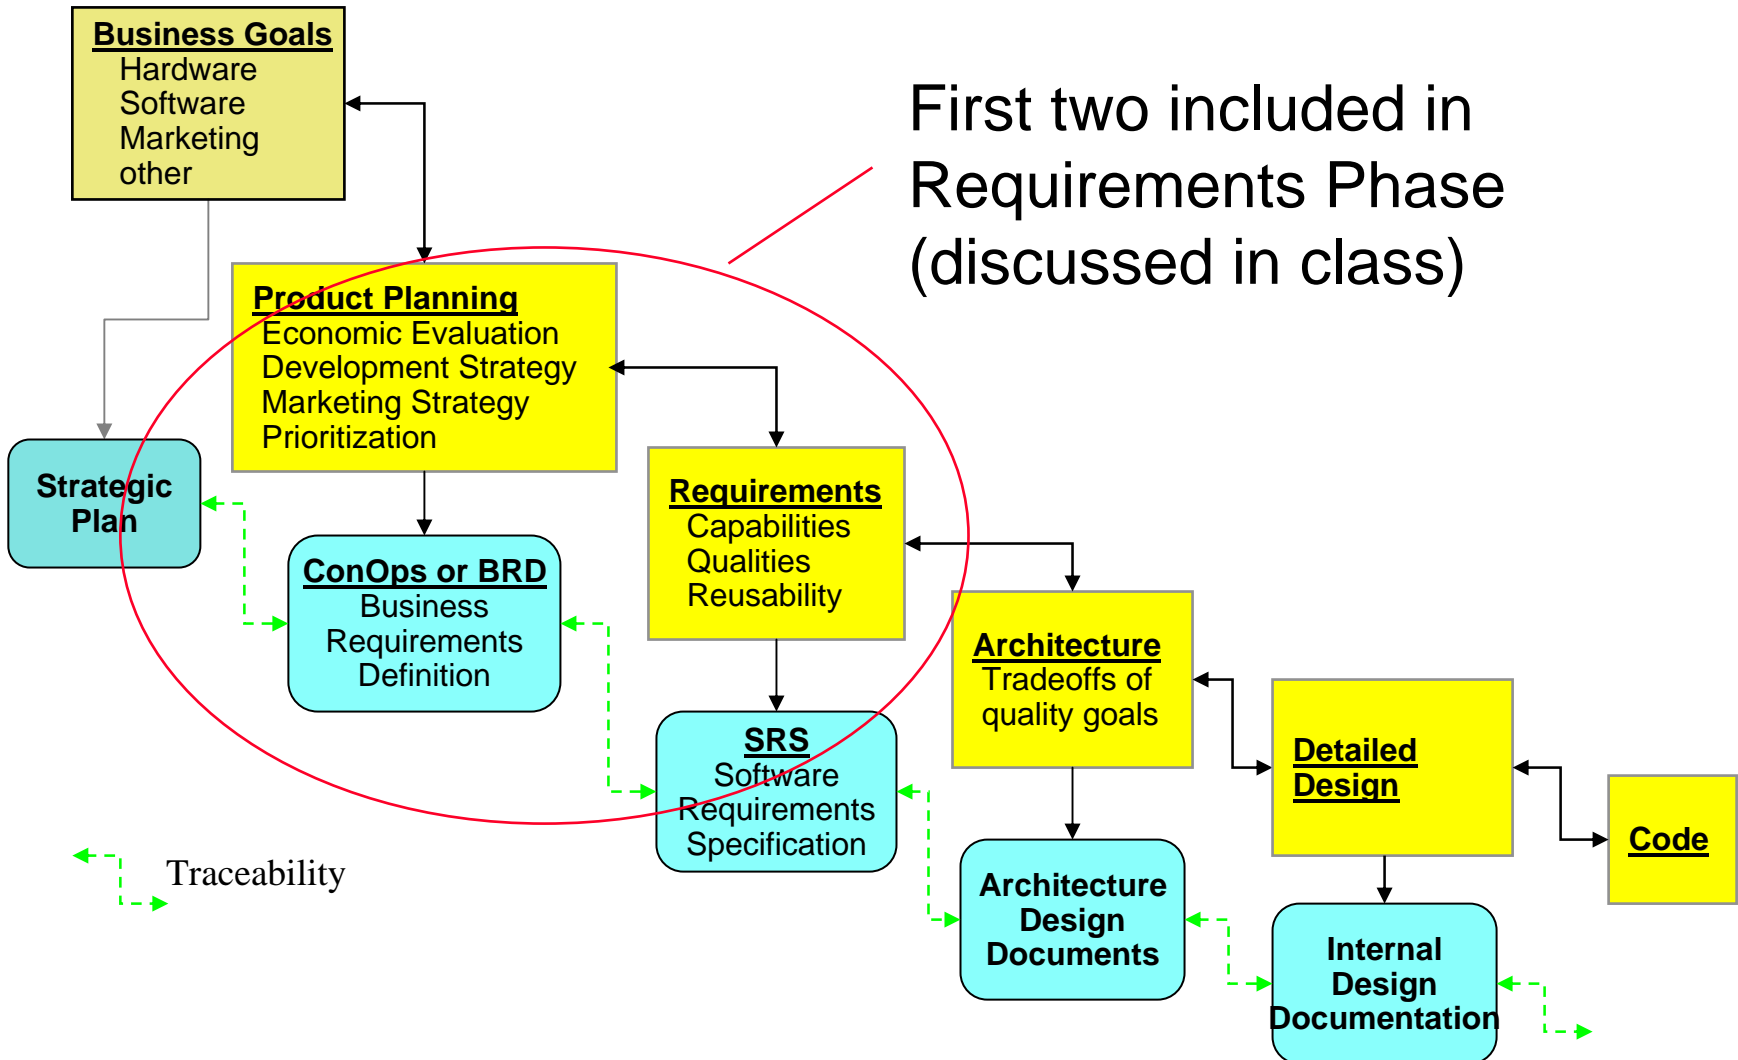 Business Goals
Hardware
Software
Marketing
other
First two included in
Requirements Phase
(discussed in class)
Product Planning
Economic Evaluation
Development Strategy
Marketing Strategy
Prioritization
Strategic
Plan
Requirements
Capabilities
Qualities
Reusability
ConOps or BRD
Business
Requirements
Definition
Architecture
Tradeoffs of
quality goals
SRS
Software
Requirements
Specification
Detailed
Design
Code
Traceability
Architecture
Design
Documents
Internal
Design
Documentation